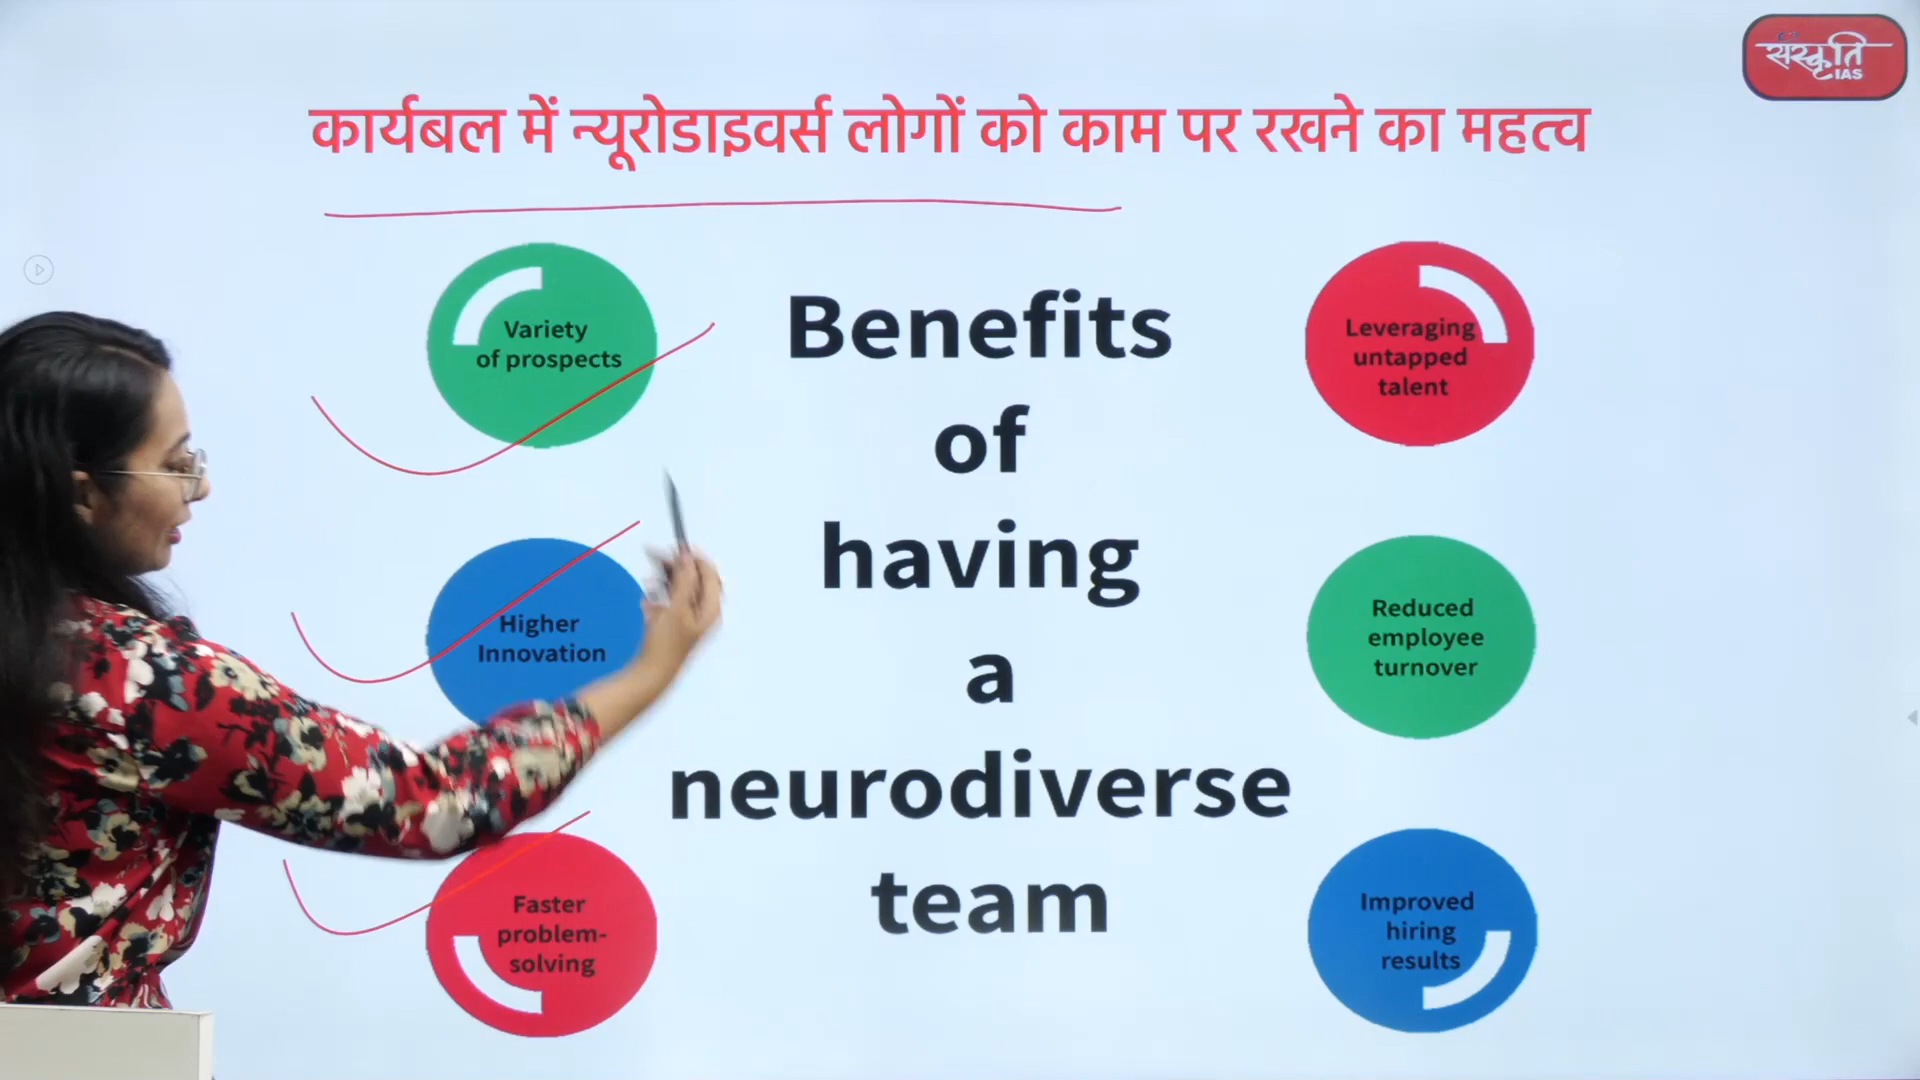 संस्कृति
IAS
कार्यबल में न्यूरोडाइवर्स लोगों को काम पर रखने का महत्व
Variety
of prospects
Higher
Innovation
Faster
problem-
solving
Benefits
of
having
a
neurodiverse
team
Leveraging
untapped
talent
Reduced
employee
turnover
Improved
hiring
results